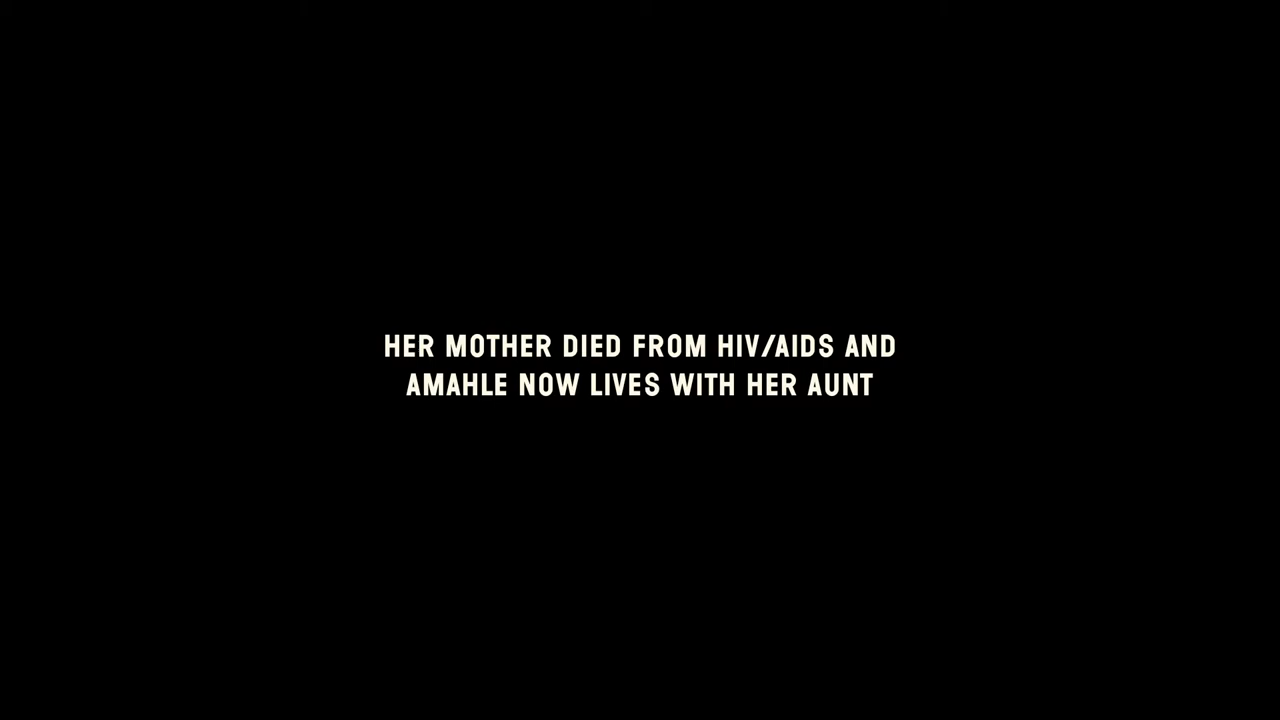 HER MOTHER DIED FROM HIV/AIDS AND
AMAHLE NOW LIVES WITH HER AUNT